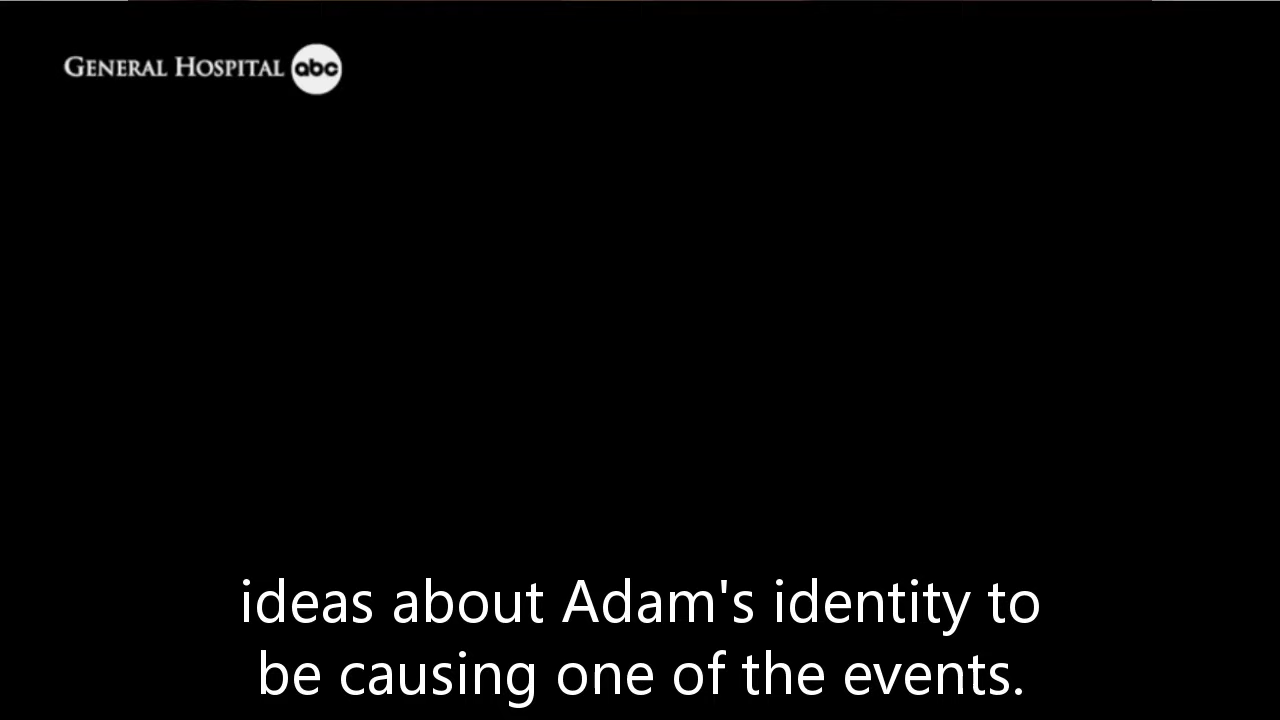 GENERAL HOSPITAL abc
ideas about Adam's identity to
be causing one of the events.